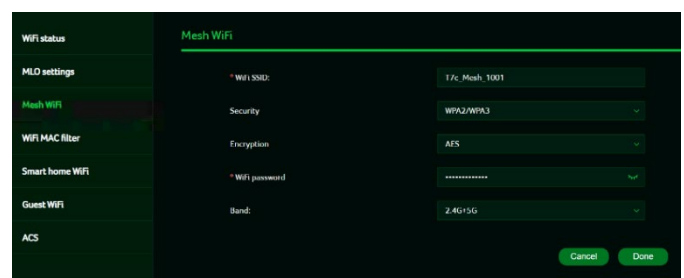 WiFi status
MLO settings
Mesh WiFi
WiFi MAC filter
Smart home WiFi
Guest WiFi
ACS
Mesh WiFi
* WiFi SSID:
T7c_Mesh_1001
Security
WPA2/WPA3
Encryption
AES
* WiFi password
•••••••••••••
Band:
2.4G+5G
Cancel
Done